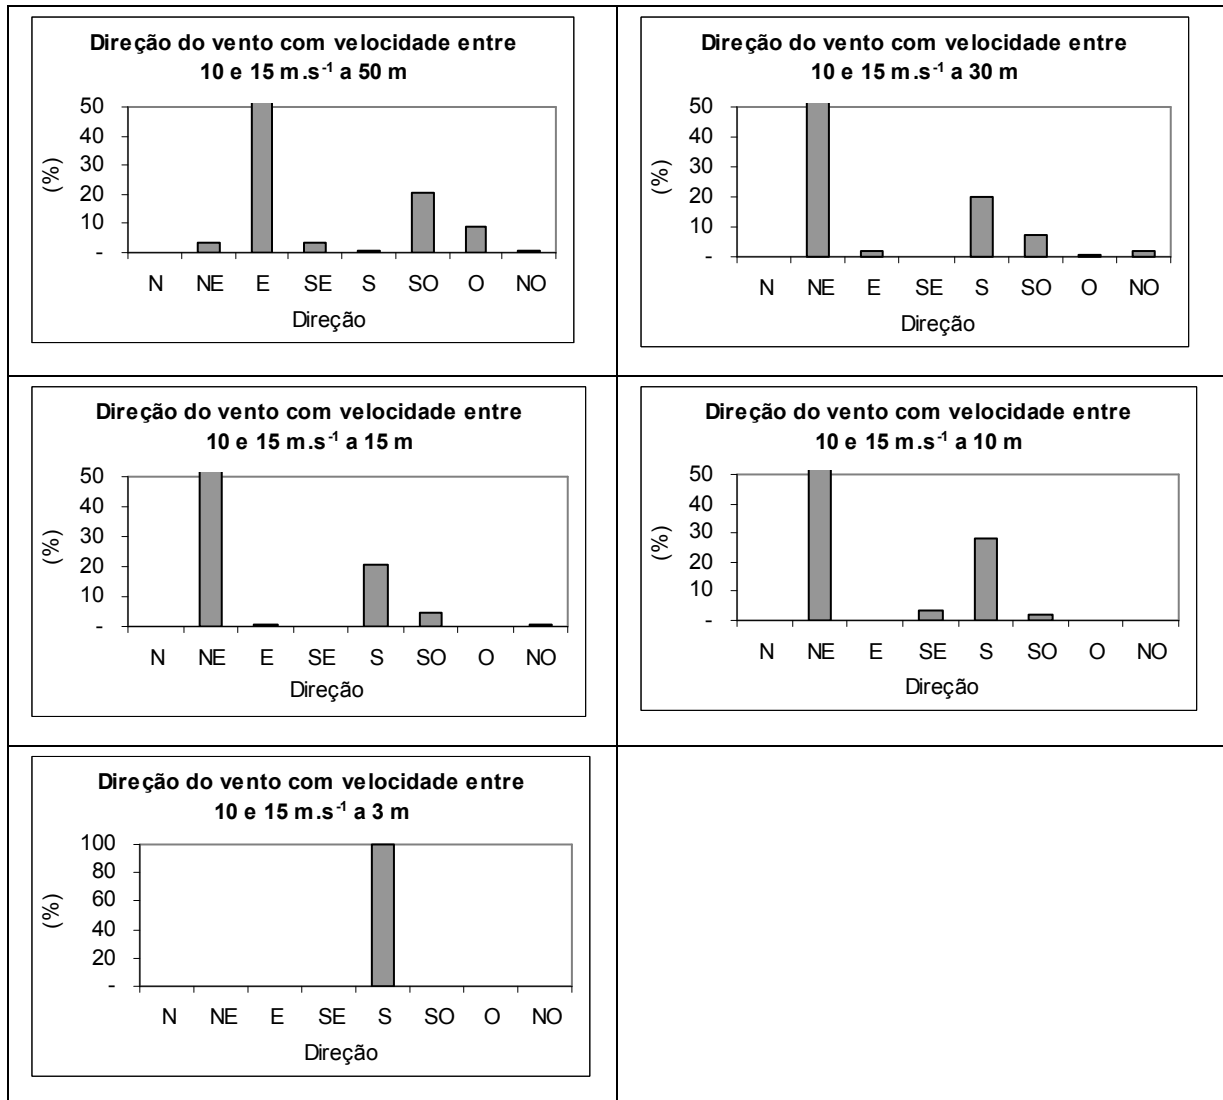 Direção do vento com velocidade entre
10 e 15 m.s⁻¹ a 50 m
50
40
30
20
10
-
(%)
N NE E SE S SO O NO
Direção
Direção do vento com velocidade entre
10 e 15 m.s⁻¹ a 30 m
50
40
30
20
10
-
(%)
N NE E SE S SO O NO
Direção
Direção do vento com velocidade entre
10 e 15 m.s⁻¹ a 15 m
50
40
30
20
10
-
(%)
N NE E SE S SO O NO
Direção
Direção do vento com velocidade entre
10 e 15 m.s⁻¹ a 10 m
50
40
30
20
10
-
(%)
N NE E SE S SO O NO
Direção
Direção do vento com velocidade entre
10 e 15 m.s⁻¹ a 3 m
100
80
60
40
20
-
(%)
N NE E SE S SO O NO
Direção